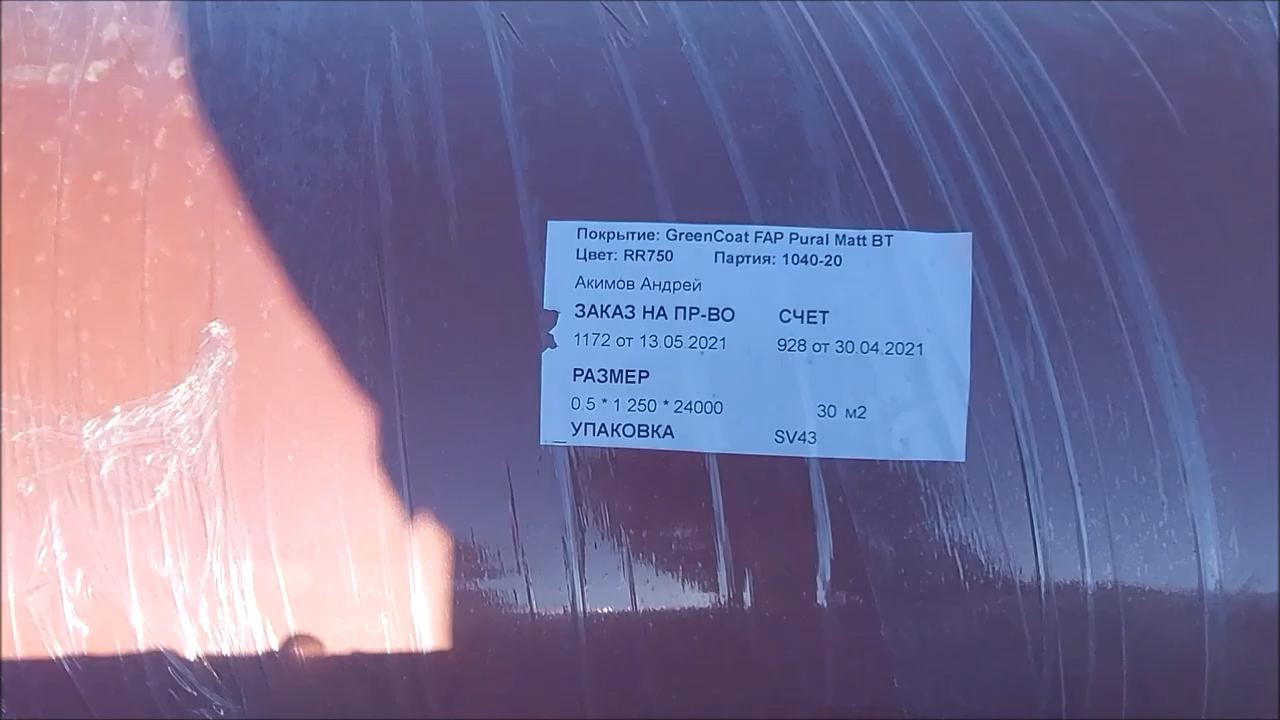 Покрытие: GreenCoat FAP Pural Matt BT
Цвет: RR750 Партия: 1040-20
Акимов Андрей
ЗАКАЗ НА ПР-ВО СЧЕТ
1172 от 13.05.2021 928 от 30.04.2021
РАЗМЕР
0 5 * 1 250 * 24000 30 м2
УПАКОВКА SV43